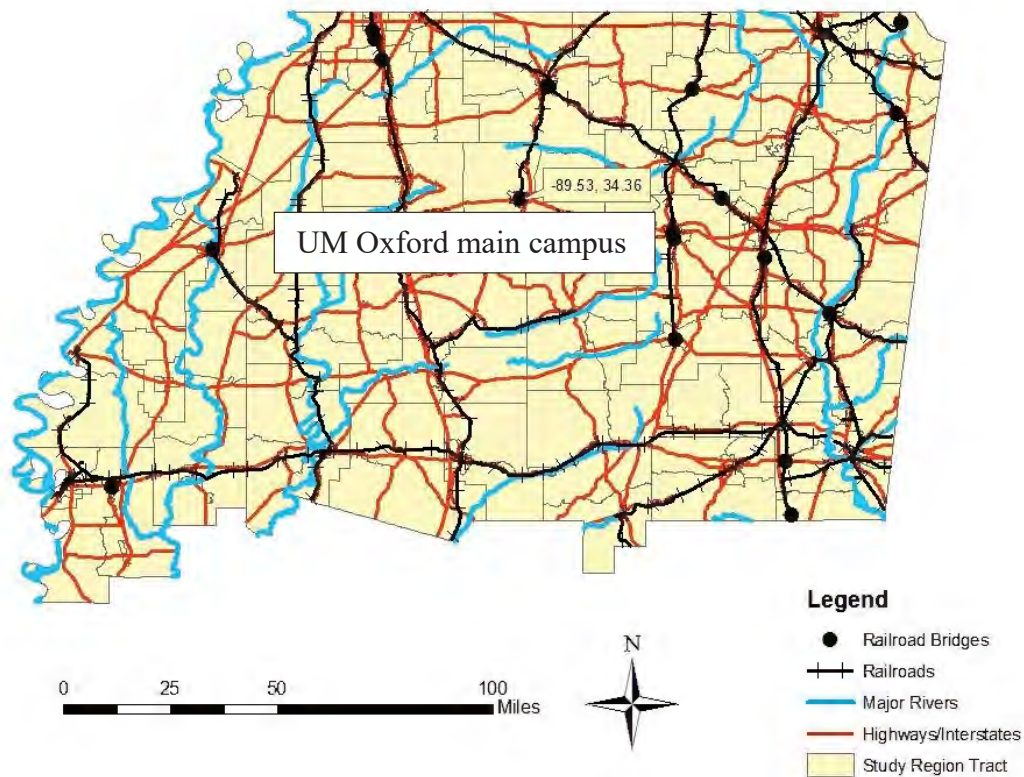 -89.53, 34.36
UM Oxford main campus
Legend
Railroad Bridges
Railroads
Major Rivers
Highways/Interstates
Study Region Tract
N
0 25 50 100
Miles